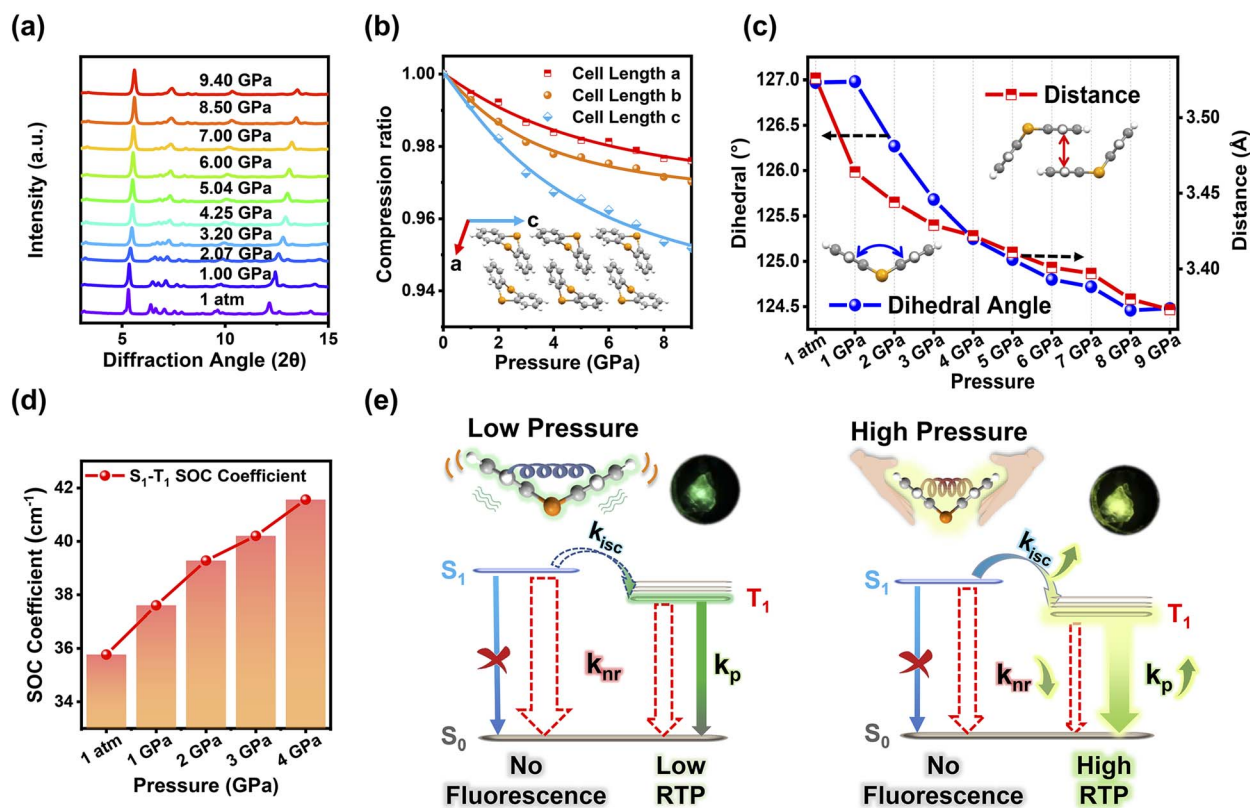 (a)
Intensity (a.u.)
9.40 GPa
8.50 GPa
7.00 GPa
6.00 GPa
5.04 GPa
4.25 GPa
3.20 GPa
2.07 GPa
1.00 GPa
1 atm
5
10
15
Diffraction Angle (2θ)
(b)
Compression ratio
1.00
0.98
0.96
0.94
Cell Length a
Cell Length b
Cell Length c
c
a
0
2
4
6
8
Pressure (GPa)
(c)
Dihedral (°)
127.0
126.5
126.0
125.5
125.0
124.5
Distance
Dihedral Angle
3.50
3.45
3.40
Distance (Å)
1 atm
1 GPa
2 GPa
3 GPa
4 GPa
5 GPa
6 GPa
7 GPa
8 GPa
9 GPa
Pressure
(d)
SOC Coefficient (cm⁻¹)
42
40
38
36
34
S₁-T₁ SOC Coefficient
1 atm
1 GPa
2 GPa
3 GPa
4 GPa
Pressure (GPa)
(e)
Low Pressure
k_isc
S₁
T₁
k_nr
k_p
S₀
No
Fluorescence
Low
RTP
High Pressure
k_isc
S₁
T₁
k_nr
k_p
S₀
No
Fluorescence
High
RTP